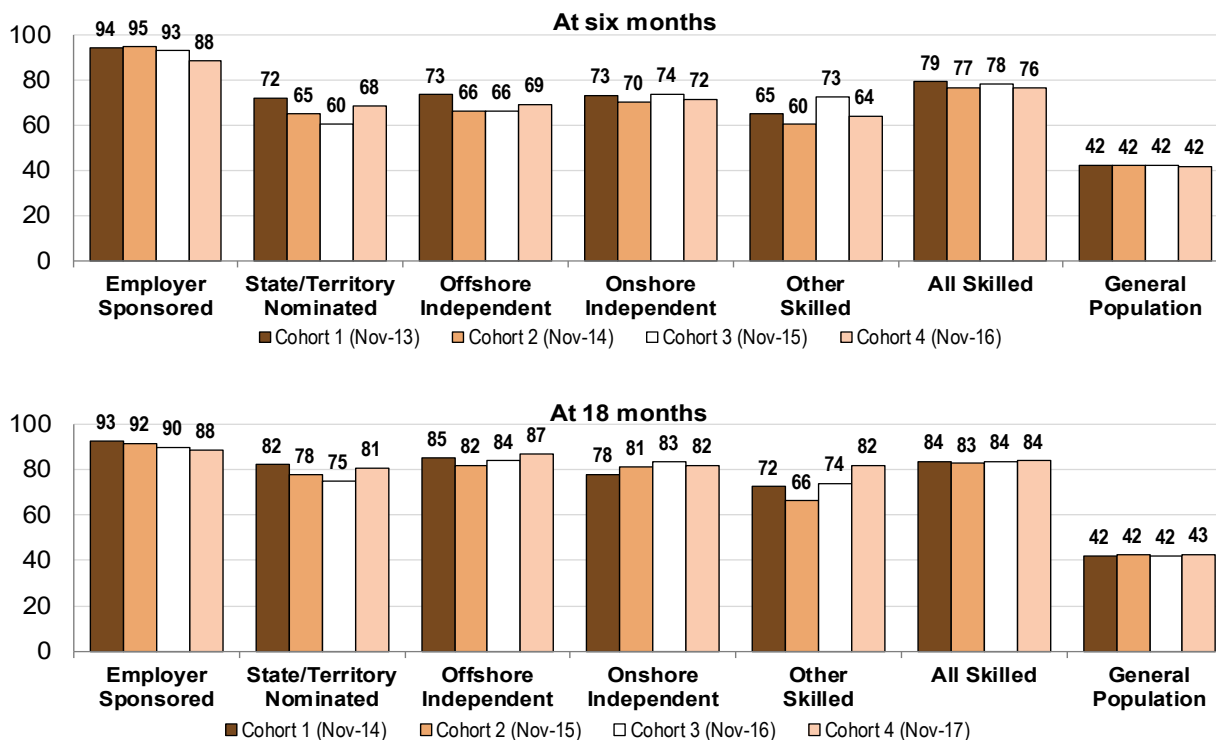 At six months
94 95 93 88 72 65 60 68 73 66 66 69 73 70 74 72 65 60 73 64 79 77 78 76 42 42 42 42
100
80
60
40
20
0
Employer Sponsored
State/Territory Nominated
Offshore Independent
Onshore Independent
Other Skilled
All Skilled
General Population
Cohort 1 (Nov-13) Cohort 2 (Nov-14) Cohort 3 (Nov-15) Cohort 4 (Nov-16)
At 18 months
93 92 90 88 82 78 75 81 85 82 84 87 78 81 83 82 72 66 74 82 84 83 84 84 42 42 42 43
100
80
60
40
20
0
Employer Sponsored
State/Territory Nominated
Offshore Independent
Onshore Independent
Other Skilled
All Skilled
General Population
Cohort 1 (Nov-14) Cohort 2 (Nov-15) Cohort 3 (Nov-16) Cohort 4 (Nov-17)